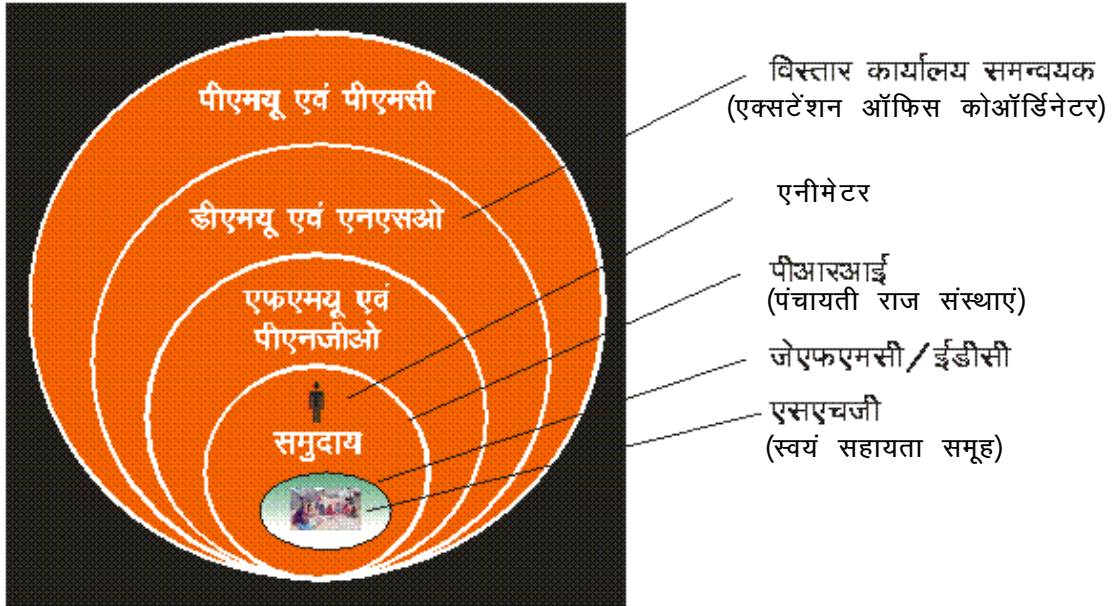 पीएमयू एवं पीएमसी
डीएमयू एवं एनएसओ
एफएमयू एवं
पीएनजीओ
समुदाय
विस्तार कार्यालय समन्वयक
(एक्सटेंशन ऑफिस कोऑर्डिनेटर)
एनीमेटर
पीआरआई
(पंचायती राज संस्थाएं)
जेएफएमसी/ईडीसी
एसएचजी
(स्वयं सहायता समूह)